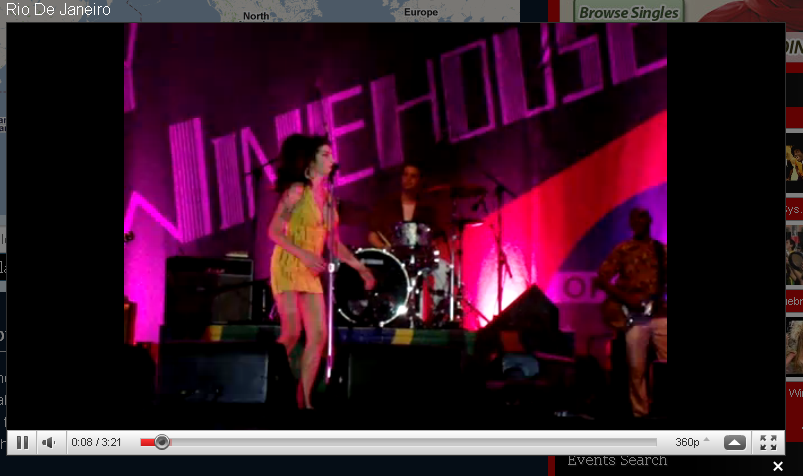 Rio De Janeiro
North
Europe
Browse Singles
WINEHOUSE
0:08 / 3:21
360p
Events Search